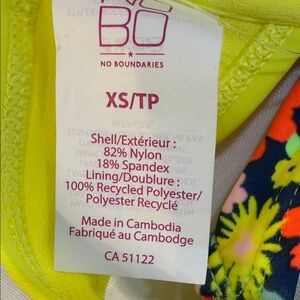 NO
BO
NO BOUNDARIES
XS/TP
Shell/Extérieur :
82% Nylon
18% Spandex
Lining/Doublure :
100% Recycled Polyester/
Polyester Recyclé
Made in Cambodia
Fabriqué au Cambodge
CA 51122